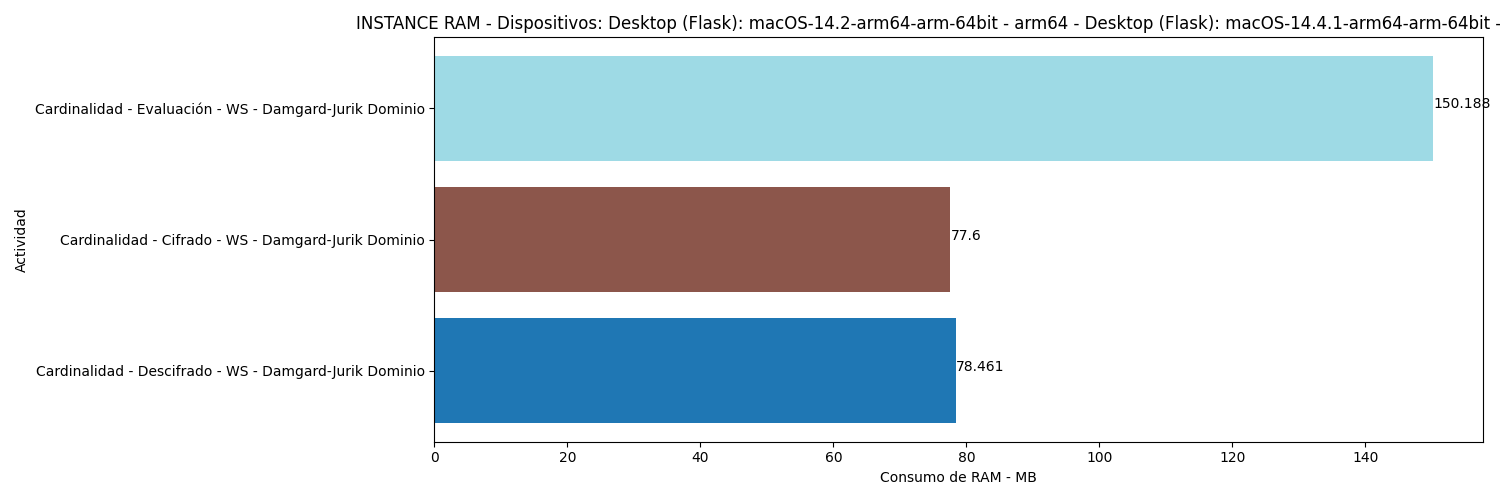 INSTANCE RAM - Dispositivos: Desktop (Flask): macOS-14.2-arm64-arm-64bit - arm64 - Desktop (Flask): macOS-14.4.1-arm64-arm-64bit -
Cardinalidad - Evaluación - WS - Damgard-Jurik Dominio
150.188
Cardinalidad - Cifrado - WS - Damgard-Jurik Dominio
77.6
Cardinalidad - Descifrado - WS - Damgard-Jurik Dominio
78.461
Actividad
0 20 40 60 80 100 120 140
Consumo de RAM - MB